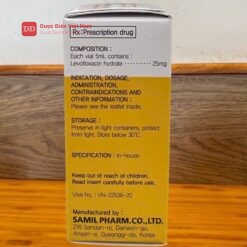 DD
Dược Điển Việt Nam
Rx: Prescription drug
COMPOSITION :
Each vial 5mL contains :
Levofloxacin hydrate 25mg
INDICATION, DOSAGE,
ADMINISTRATION,
CONTRAINDICATIONS AND
OTHER INFORMATION :
Please see the leaflet inside.
STORAGE :
Preserve in tight containers, protect
from light. Store below 30℃.
SPECIFICATION : In-house
Keep out of reach of children.
Read insert carefully before use.
Visa No. : VN-22538-20
Manufactured by :
SAMIL PHARM.CO.,LTD.
216 Sandan-ro, Danwon-gu,
Ansan-si, Gyeonggi-do, Korea